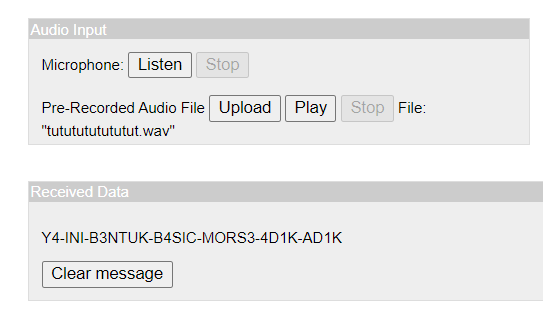 Audio Input
Microphone: Listen Stop
Pre-Recorded Audio File Upload Play Stop File:
"tutututututututut.wav"
Received Data
Y4-INI-B3NTUK-B4SIC-MORS3-4D1K-AD1K
Clear message